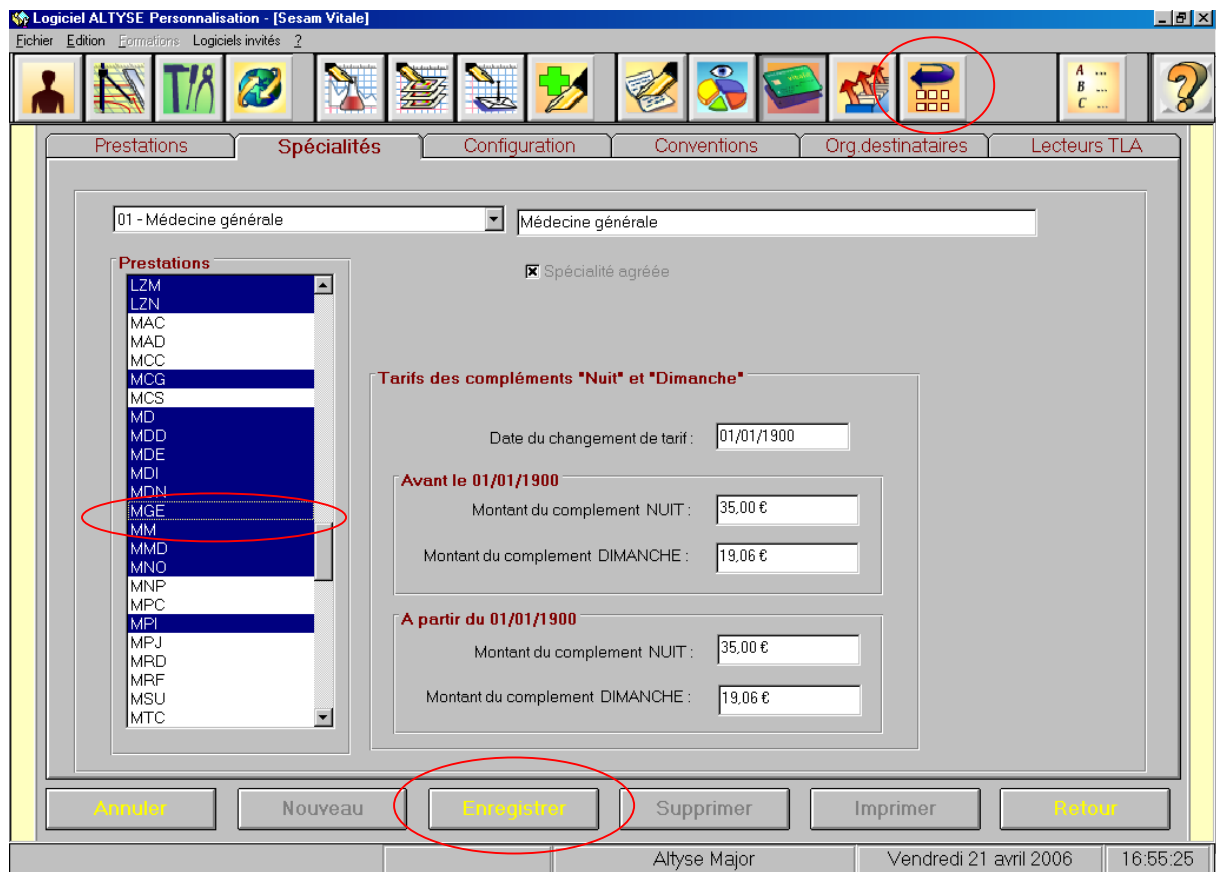 Logiciel ALTYSE Personnalisation - [Sesam Vitale]
Fichier Edition Formations Logiciels invités ?
A ...
B ...
C ...
Prestations Spécialités Configuration Conventions Org.destinataires Lecteurs TLA
01 - Médecine générale Médecine générale
Prestations
Spécialité agréée
LZM
LZN
MAC
MAD
MCC
MCG
MCS
MD
MDD
MDE
MDI
MDN
MGE
MM
MMD
MNO
MNP
MPC
MPI
MPJ
MRD
MRF
MSU
MTC
Tarifs des compléments "Nuit" et "Dimanche"
Date du changement de tarif : 01/01/1900
Avant le 01/01/1900
Montant du complement NUIT : 35,00 €
Montant du complement DIMANCHE : 19,06 €
A partir du 01/01/1900
Montant du complement NUIT : 35,00 €
Montant du complement DIMANCHE : 19,06 €
Annuler Nouveau Enregistrer Supprimer Imprimer Retour
Altyse Major Vendredi 21 avril 2006 16:55:25